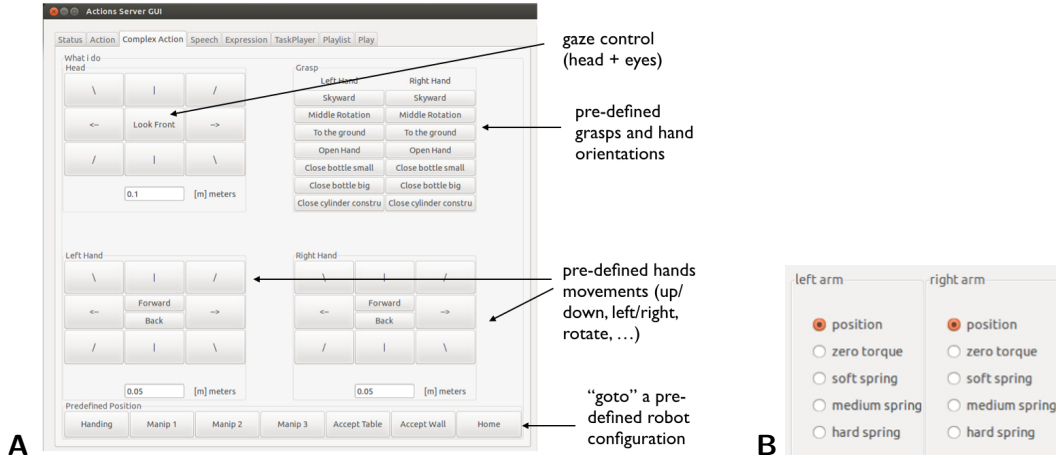 Actions Server GUI
Status Action Complex Action Speech Expression TaskPlayer Playlist Play
What I do
Head
\ | /
<- Look Front ->
/ | \
0.1 [m] meters
Grasp
Left Hand Right Hand
Skyward Skyward
Middle Rotation Middle Rotation
To the ground To the ground
Open Hand Open Hand
Close bottle small Close bottle small
Close bottle big Close bottle big
Close cylinder constru Close cylinder constru
Left Hand
\ | /
<- Forward ->
Back
/ | \
0.05 [m] meters
Right Hand
\ | /
<- Forward ->
Back
/ | \
0.05 [m] meters
Predefined Position
Handing Manip 1 Manip 2 Manip 3 Accept Table Accept Wall Home
gaze control
(head + eyes)
pre-defined
grasps and hand
orientations
pre-defined hands
movements (up/
down, left/right,
rotate, …)
“goto” a pre-
defined robot
configuration
A
left arm
position
zero torque
soft spring
medium spring
hard spring
right arm
position
zero torque
soft spring
medium spring
hard spring
B